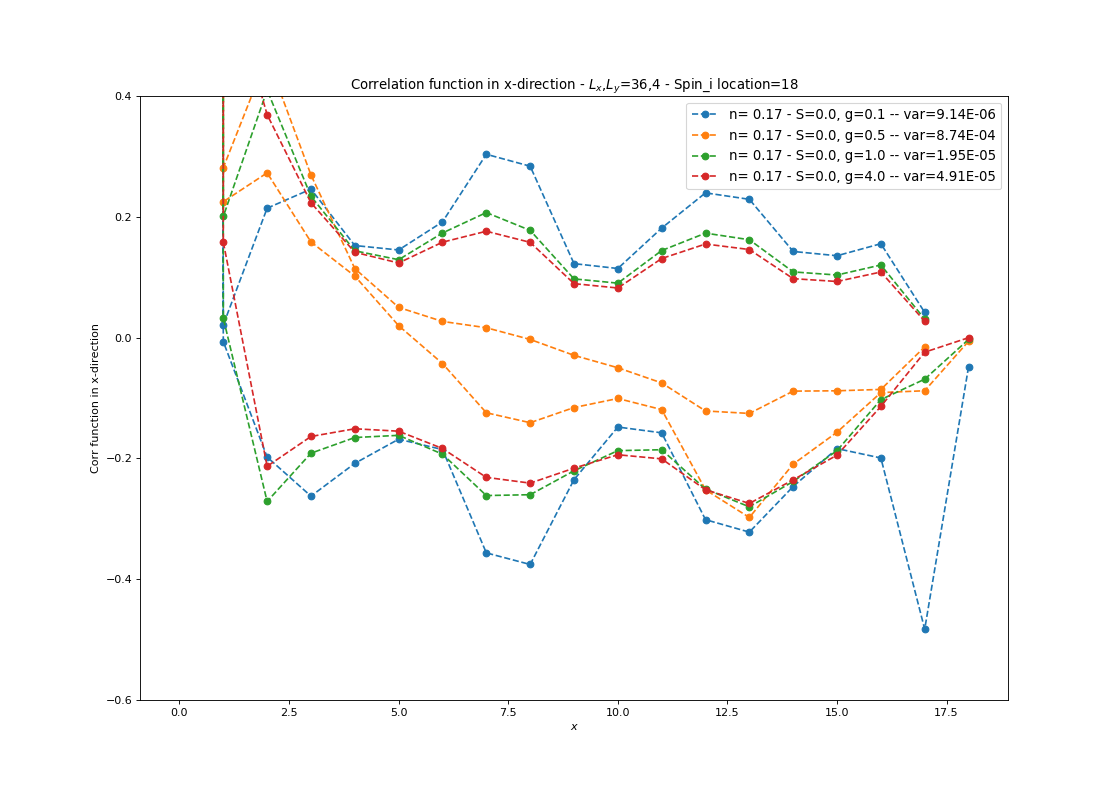 Correlation function in x-direction - Lx,Ly=36,4 - Spin_i location=18
n= 0.17 - S=0.0, g=0.1 -- var=9.14E-06
n= 0.17 - S=0.0, g=0.5 -- var=8.74E-04
n= 0.17 - S=0.0, g=1.0 -- var=1.95E-05
n= 0.17 - S=0.0, g=4.0 -- var=4.91E-05
Corr function in x-direction
0.4
0.2
0.0
−0.2
−0.4
−0.6
0.0 2.5 5.0 7.5 10.0 12.5 15.0 17.5
x